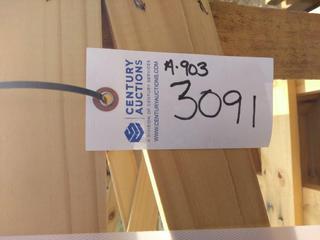 A-903
3091
CENTURY
AUCTIONS
A DIVISION OF CENTURY SERVICES
WWW.CENTURYAUCTIONS.COM